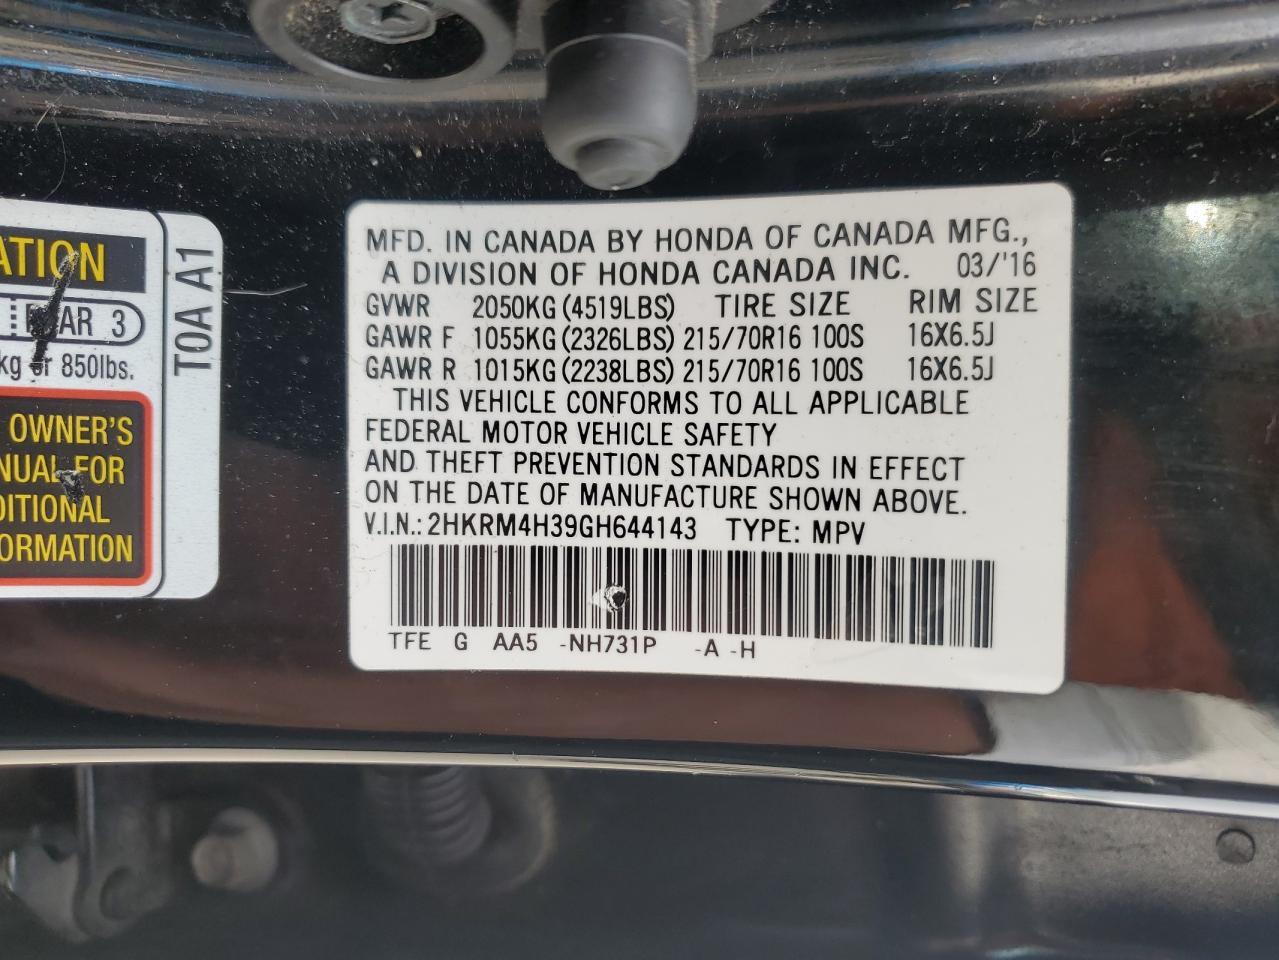 ATION
T0A A1
AR 3
kg or 850lbs.
OWNER'S
NUAL FOR
DITIONAL
FORMATION
MFD. IN CANADA BY HONDA OF CANADA MFG.,
A DIVISION OF HONDA CANADA INC. 03/'16
GVWR 2050KG (4519LBS) TIRE SIZE RIM SIZE
GAWR F 1055KG (2326LBS) 215/70R16 100S 16X6.5J
GAWR R 1015KG (2238LBS) 215/70R16 100S 16X6.5J
THIS VEHICLE CONFORMS TO ALL APPLICABLE
FEDERAL MOTOR VEHICLE SAFETY
AND THEFT PREVENTION STANDARDS IN EFFECT
ON THE DATE OF MANUFACTURE SHOWN ABOVE.
V.I.N.: 2HKRM4H39GH644143 TYPE: MPV
TFE G AA5 -NH731P -A -H